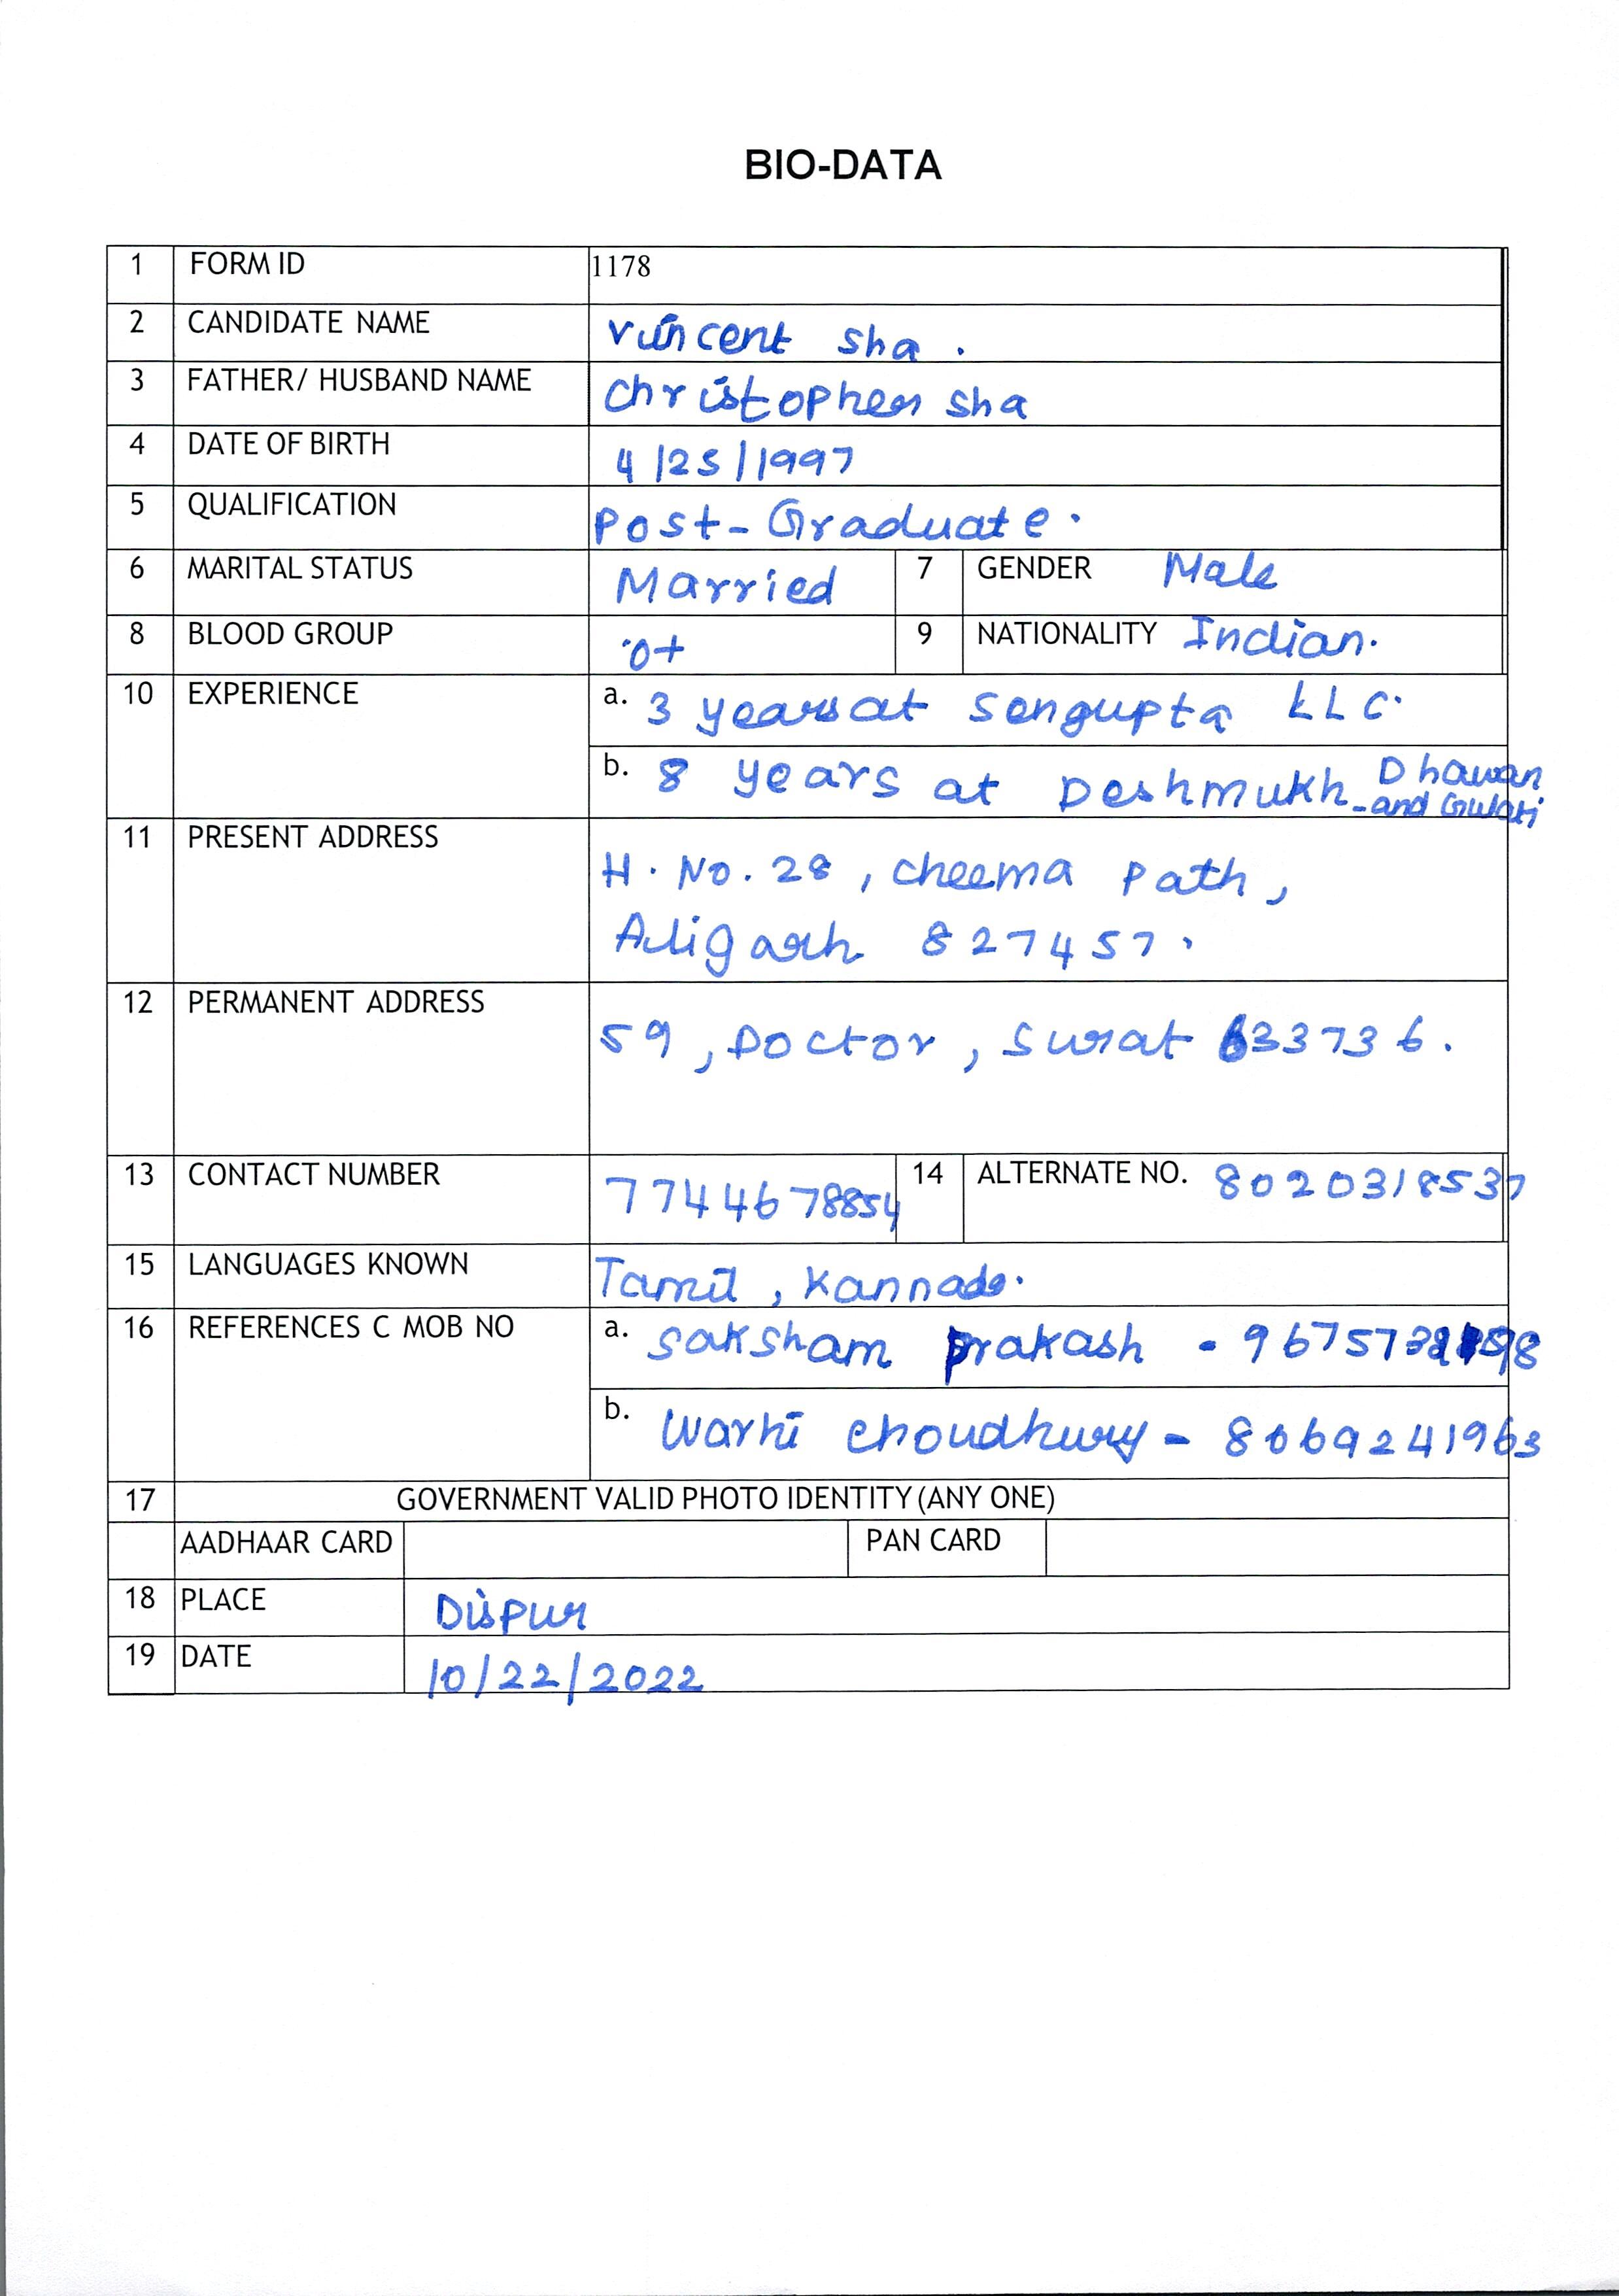 BIO-DATA
1 FORM ID 1178
2 CANDIDATE NAME Vincent Sha .
3 FATHER/ HUSBAND NAME Christopher Sha
4 DATE OF BIRTH 4/25/1997
5 QUALIFICATION Post-Graduate.
6 MARITAL STATUS Married 7 GENDER Male
8 BLOOD GROUP O+ 9 NATIONALITY Indian.
10 EXPERIENCE a. 3 years at Sengupta LLC.
b. 8 years at Deshmukh-Dhawan
and Gulati
11 PRESENT ADDRESS
H. No. 28, Cheema Path,
Aligarh 827457.
12 PERMANENT ADDRESS
59, Doctor, Surat 633736.
13 CONTACT NUMBER 7744678854 14 ALTERNATE NO. 8020318537
15 LANGUAGES KNOWN Tamil, Kannada.
16 REFERENCES C MOB NO a. Saksham Prakash -
b. Warhi Choudhury - 8069241963
17 GOVERNMENT VALID PHOTO IDENTITY (ANY ONE)
AADHAAR CARD PAN CARD
18 PLACE Dispur
19 DATE 10/22/2022